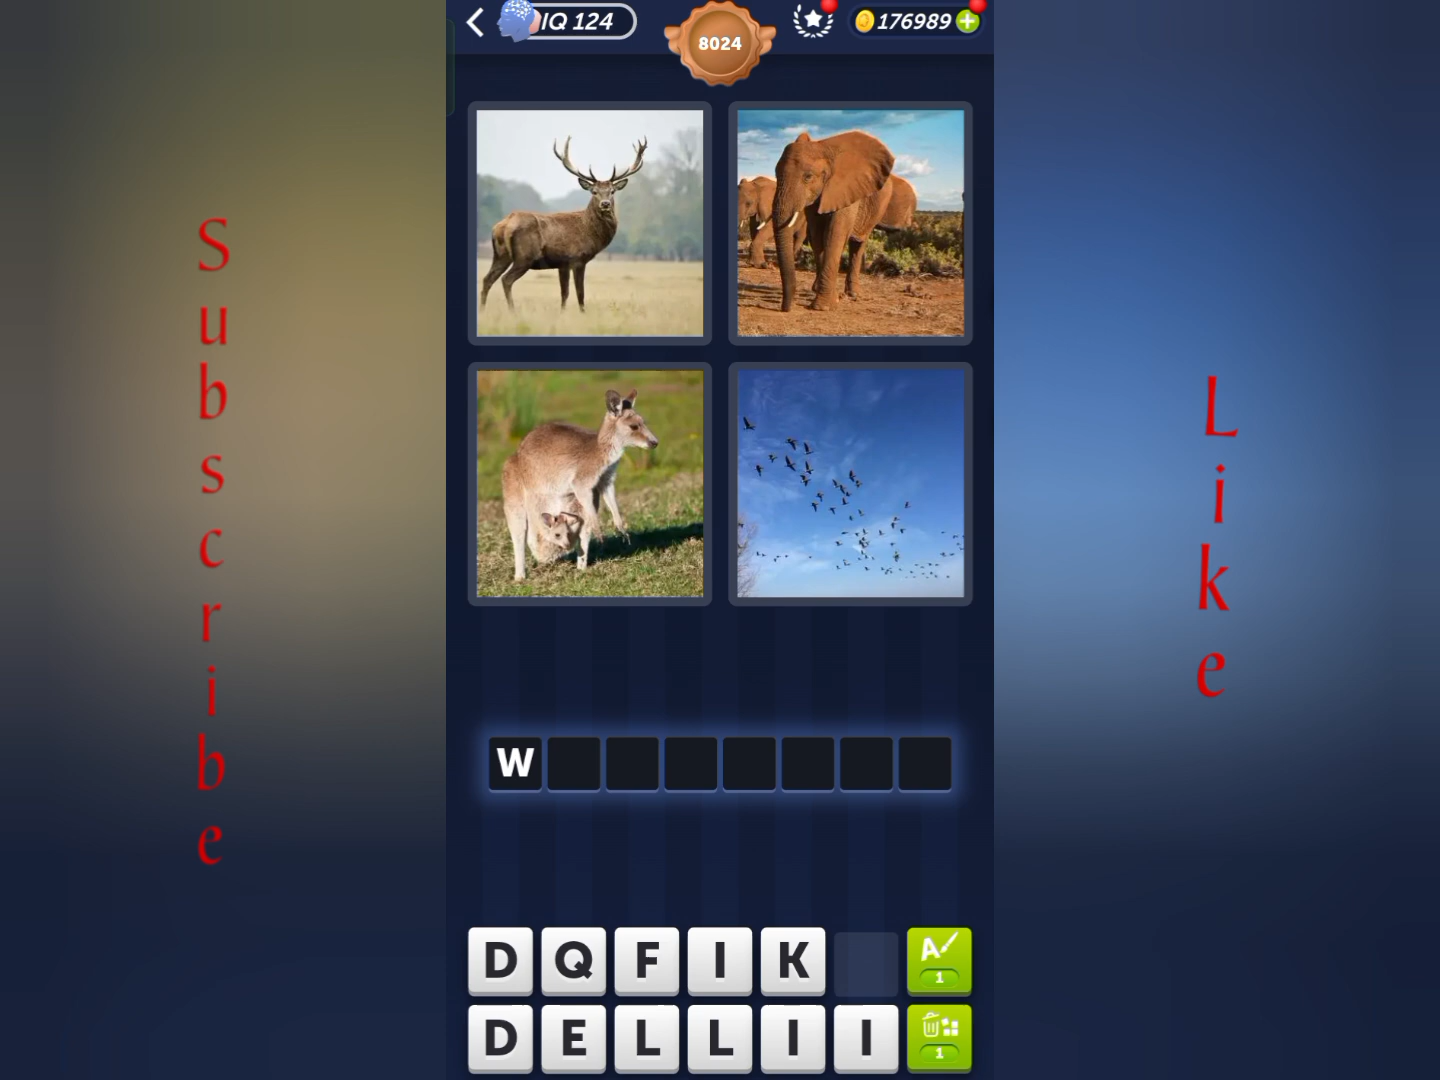 IQ 124
8024
176989
Subscribe
Like
W
D Q F I K
A
1
D E L L I I
1